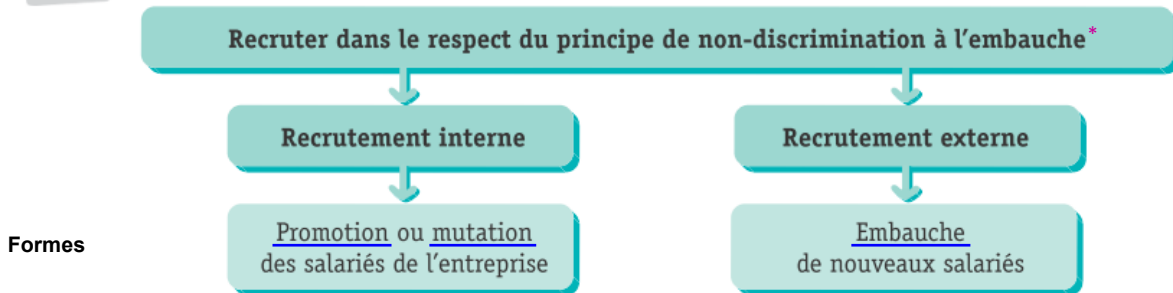 Recruter dans le respect du principe de non-discrimination à l'embauche*
Recrutement interne
Recrutement externe
Formes
Promotion ou mutation
des salariés de l'entreprise
Embauche
de nouveaux salariés